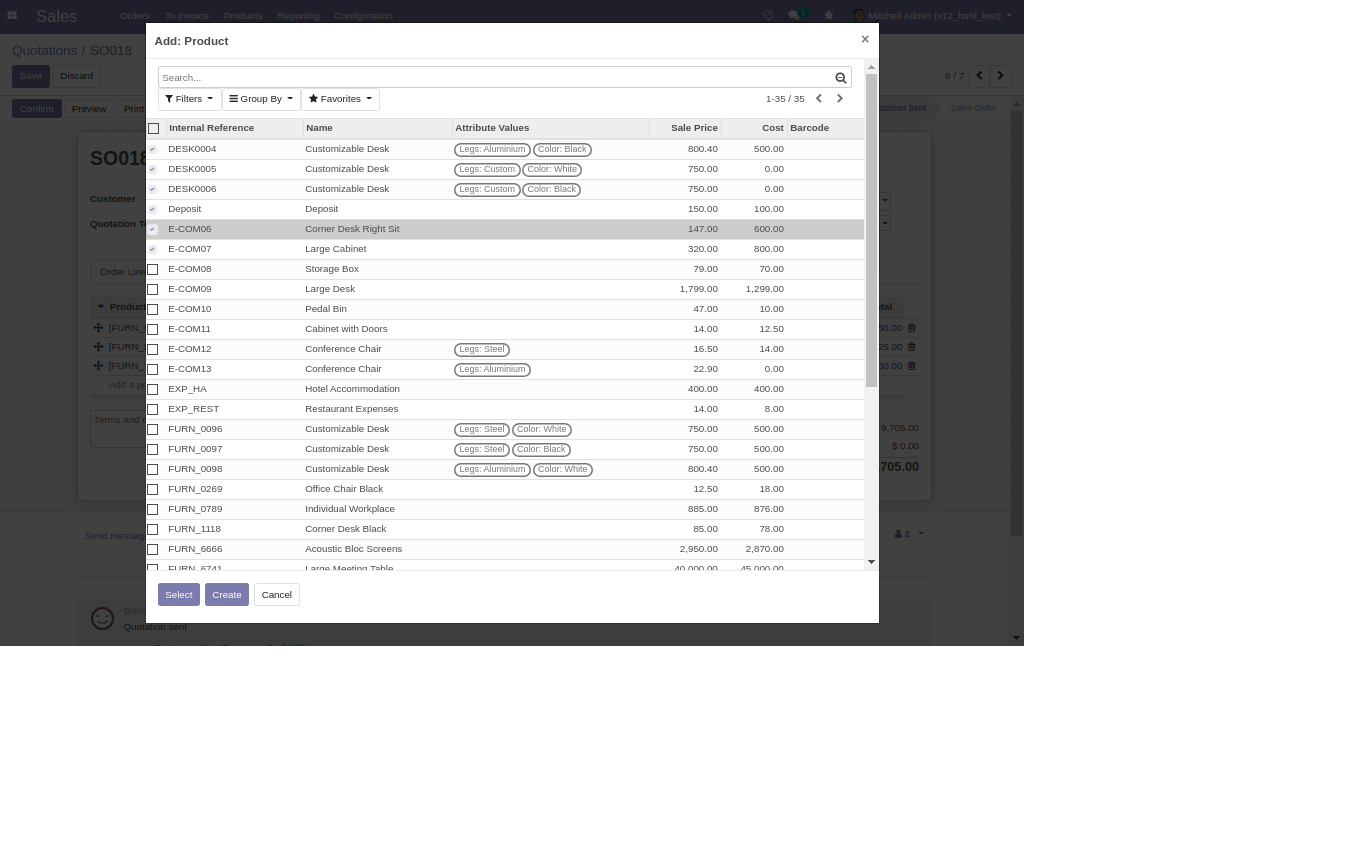 Sales Orders To Invoice Products Reporting Configuration 1 Mitchell Admin (v12_html_test)
Quotations / SO018
Save Discard 6 / 7
Confirm Preview Print Sales Order
Add: Product ×
Search...
Filters Group By Favorites 1-35 / 35
Internal Reference Name Attribute Values Sale Price Cost Barcode
DESK0004 Customizable Desk Legs: Aluminium Color: Black 800.40 500.00
DESK0005 Customizable Desk Legs: Custom Color: White 750.00 0.00
DESK0006 Customizable Desk Legs: Custom Color: Black 750.00 0.00
Deposit Deposit 150.00 100.00
E-COM06 Corner Desk Right Sit 147.00 600.00
E-COM07 Large Cabinet 320.00 800.00
E-COM08 Storage Box 79.00 70.00
E-COM09 Large Desk 1,799.00 1,299.00
E-COM10 Pedal Bin 47.00 10.00
E-COM11 Cabinet with Doors 14.00 12.50
E-COM12 Conference Chair Legs: Steel 16.50 14.00
E-COM13 Conference Chair Legs: Aluminium 22.90 0.00
EXP_HA Hotel Accommodation 400.00 400.00
EXP_REST Restaurant Expenses 14.00 8.00
FURN_0096 Customizable Desk Legs: Steel Color: White 750.00 500.00
FURN_0097 Customizable Desk Legs: Steel Color: Black 750.00 500.00
FURN_0098 Customizable Desk Legs: Aluminium Color: White 800.40 500.00
FURN_0269 Office Chair Black 12.50 18.00
FURN_0789 Individual Workplace 885.00 876.00
FURN_1118 Corner Desk Black 85.00 78.00
FURN_6666 Acoustic Bloc Screens 2,950.00 2,870.00
FURN_6741 Large Meeting Table 40,000.00 45,000.00
Select Create Cancel
SO018
Customer
Quotation
Order Line
[FURN_
[FURN_
[FURN_
Add a
Terms and
9,705.00
$ 0.00
705.00
Send
2
Quotation sent